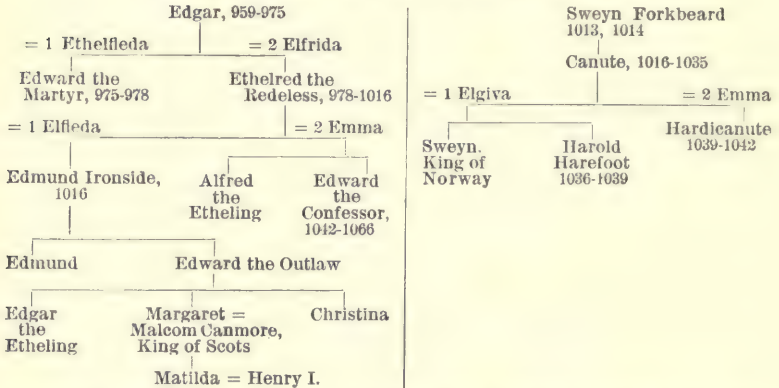 Edgar, 959-975
= 1 Ethelfleda = 2 Elfrida
Edward the Martyr, 975-978
Ethelred the Redeless, 978-1016
= 1 Elfleda = 2 Emma
Edmund Ironside,
1016
Alfred
the
Etheling
Edward
the
Confessor,
1042-1066
Edmund Edward the Outlaw
Edgar
the
Etheling
Margaret =
Malcom Canmore,
King of Scots
Christina
Matilda = Henry I.
Sweyn Forkbeard
1013, 1014
Canute, 1016-1035
= 1 Elgiva = 2 Emma
Sweyn.
King of
Norway
Harold
Harefoot
1036-1039
Hardicanute
1039-1042